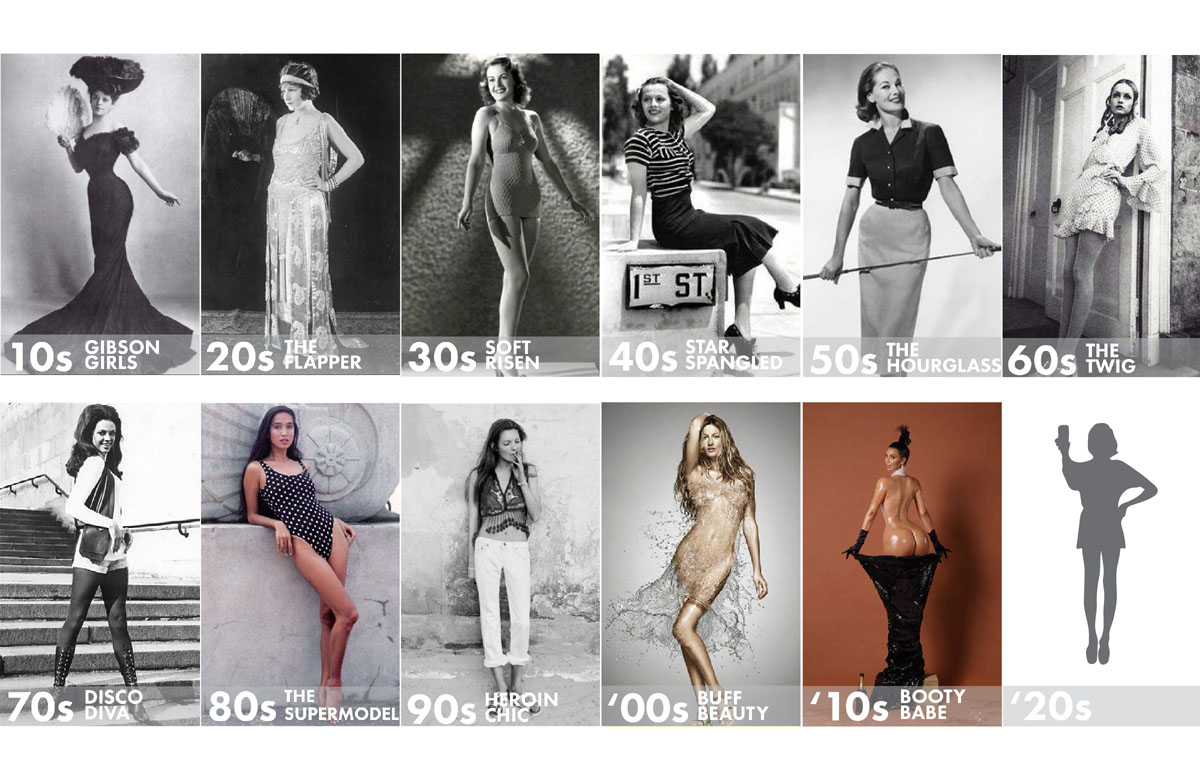 10s GIBSON
GIRLS
20s THE
FLAPPER
30s SOFT
RISEN
1ST ST.
40s STAR
SPANGLED
50s THE
HOURGLASS
60s THE
TWIG
70s DISCO
DIVA
80s THE
SUPERMODEL
90s HEROIN
CHIC
‘00s BUFF
BEAUTY
‘10s BOOTY
BABE
‘20s